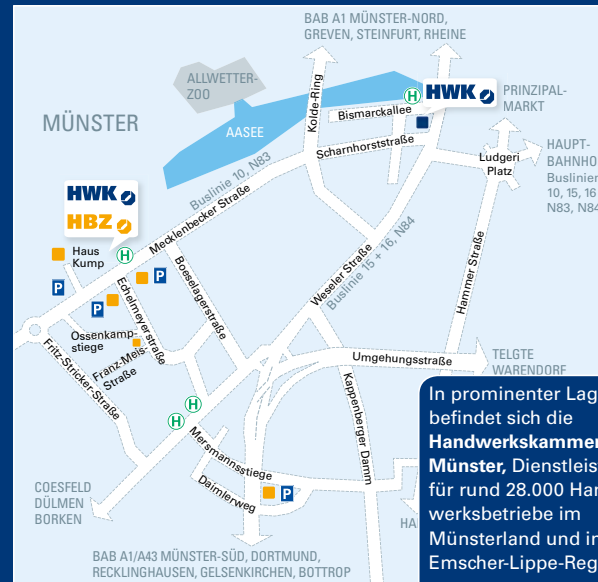 BAB A1 MÜNSTER-NORD,
GREVEN, STEINFURT, RHEINE
ALLWETTER-
ZOO
Kolde-Ring
H
HWK
PRINZIPAL-
MARKT
Bismarckallee
MÜNSTER
AASEE
Scharnhorststraße
Ludgeri
Platz
HAUPT-
BAHNHO
Buslinien
10, 15, 16
N83, N84
Buslinie 10, N83
Mecklenbecker Straße
HWK
HBZ
H
Haus
Kump
P
P
P
Echelmeyerstraße
Boeselagerstraße
Weseler Straße
Buslinie 15 + 16, N84
Hammer Straße
Ossenkamp-
stiege
Franz-Meis-
Straße
Fritz-Stricker-Straße
Umgehungsstraße
TELGTE
WARENDORF
Kappenberger Damm
H
H
Mersmannsstiege
Daimlerweg
P
COESFELD
DÜLMEN
BORKEN
HA
BAB A1/A43 MÜNSTER-SÜD, DORTMUND,
RECKLINGHAUSEN, GELSENKIRCHEN, BOTTROP
In prominenter Lag
befindet sich die
Handwerkskammer
Münster, Dienstleis
für rund 28.000 Han
werksbetriebe im
Münsterland und in
Emscher-Lippe-Reg